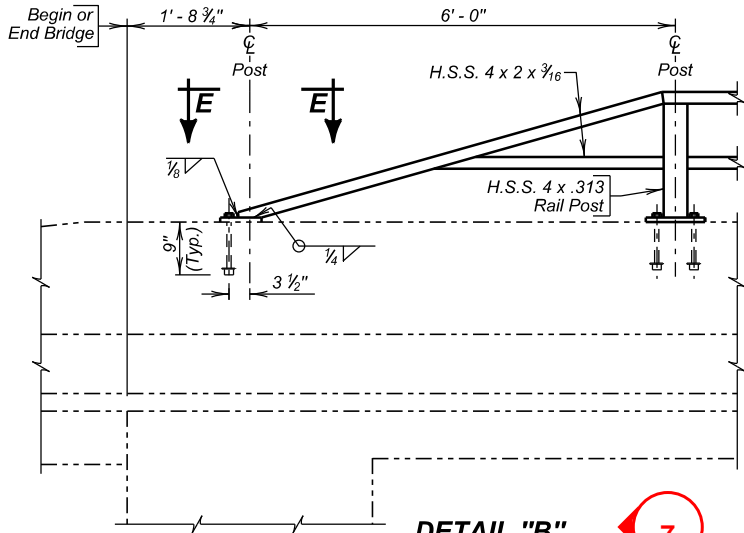 Begin or
End Bridge
1' - 8 3/4"
6' - 0"
℄
Post
℄
Post
H.S.S. 4 x 2 x 3/16
E
E
1/8
H.S.S. 4 x .313
Rail Post
9"
(Typ.)
1/4
3 1/2"
DETAIL "B"
7